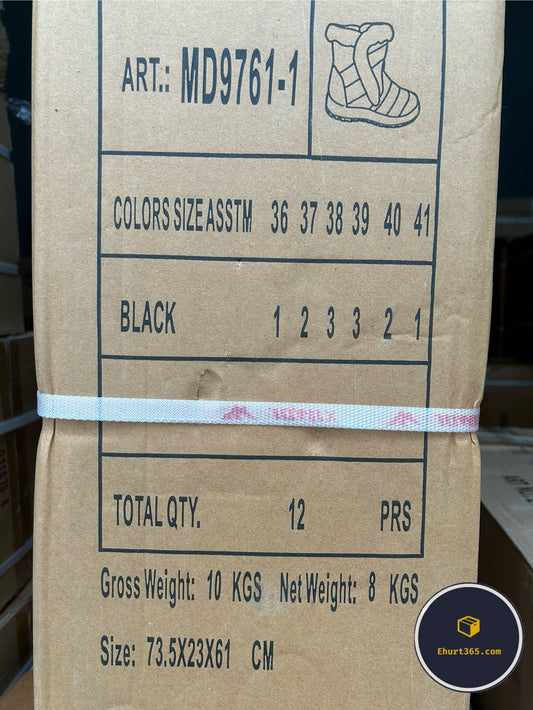 ART.: MD9761-1
COLORS SIZE ASSTM 36 37 38 39 40 41
BLACK 1 2 3 3 2 1
TOTAL QTY. 12 PRS
Gross Weight: 10 KGS Net Weight: 8 KGS
Size: 73.5X23X61 CM
Ehurt365.com